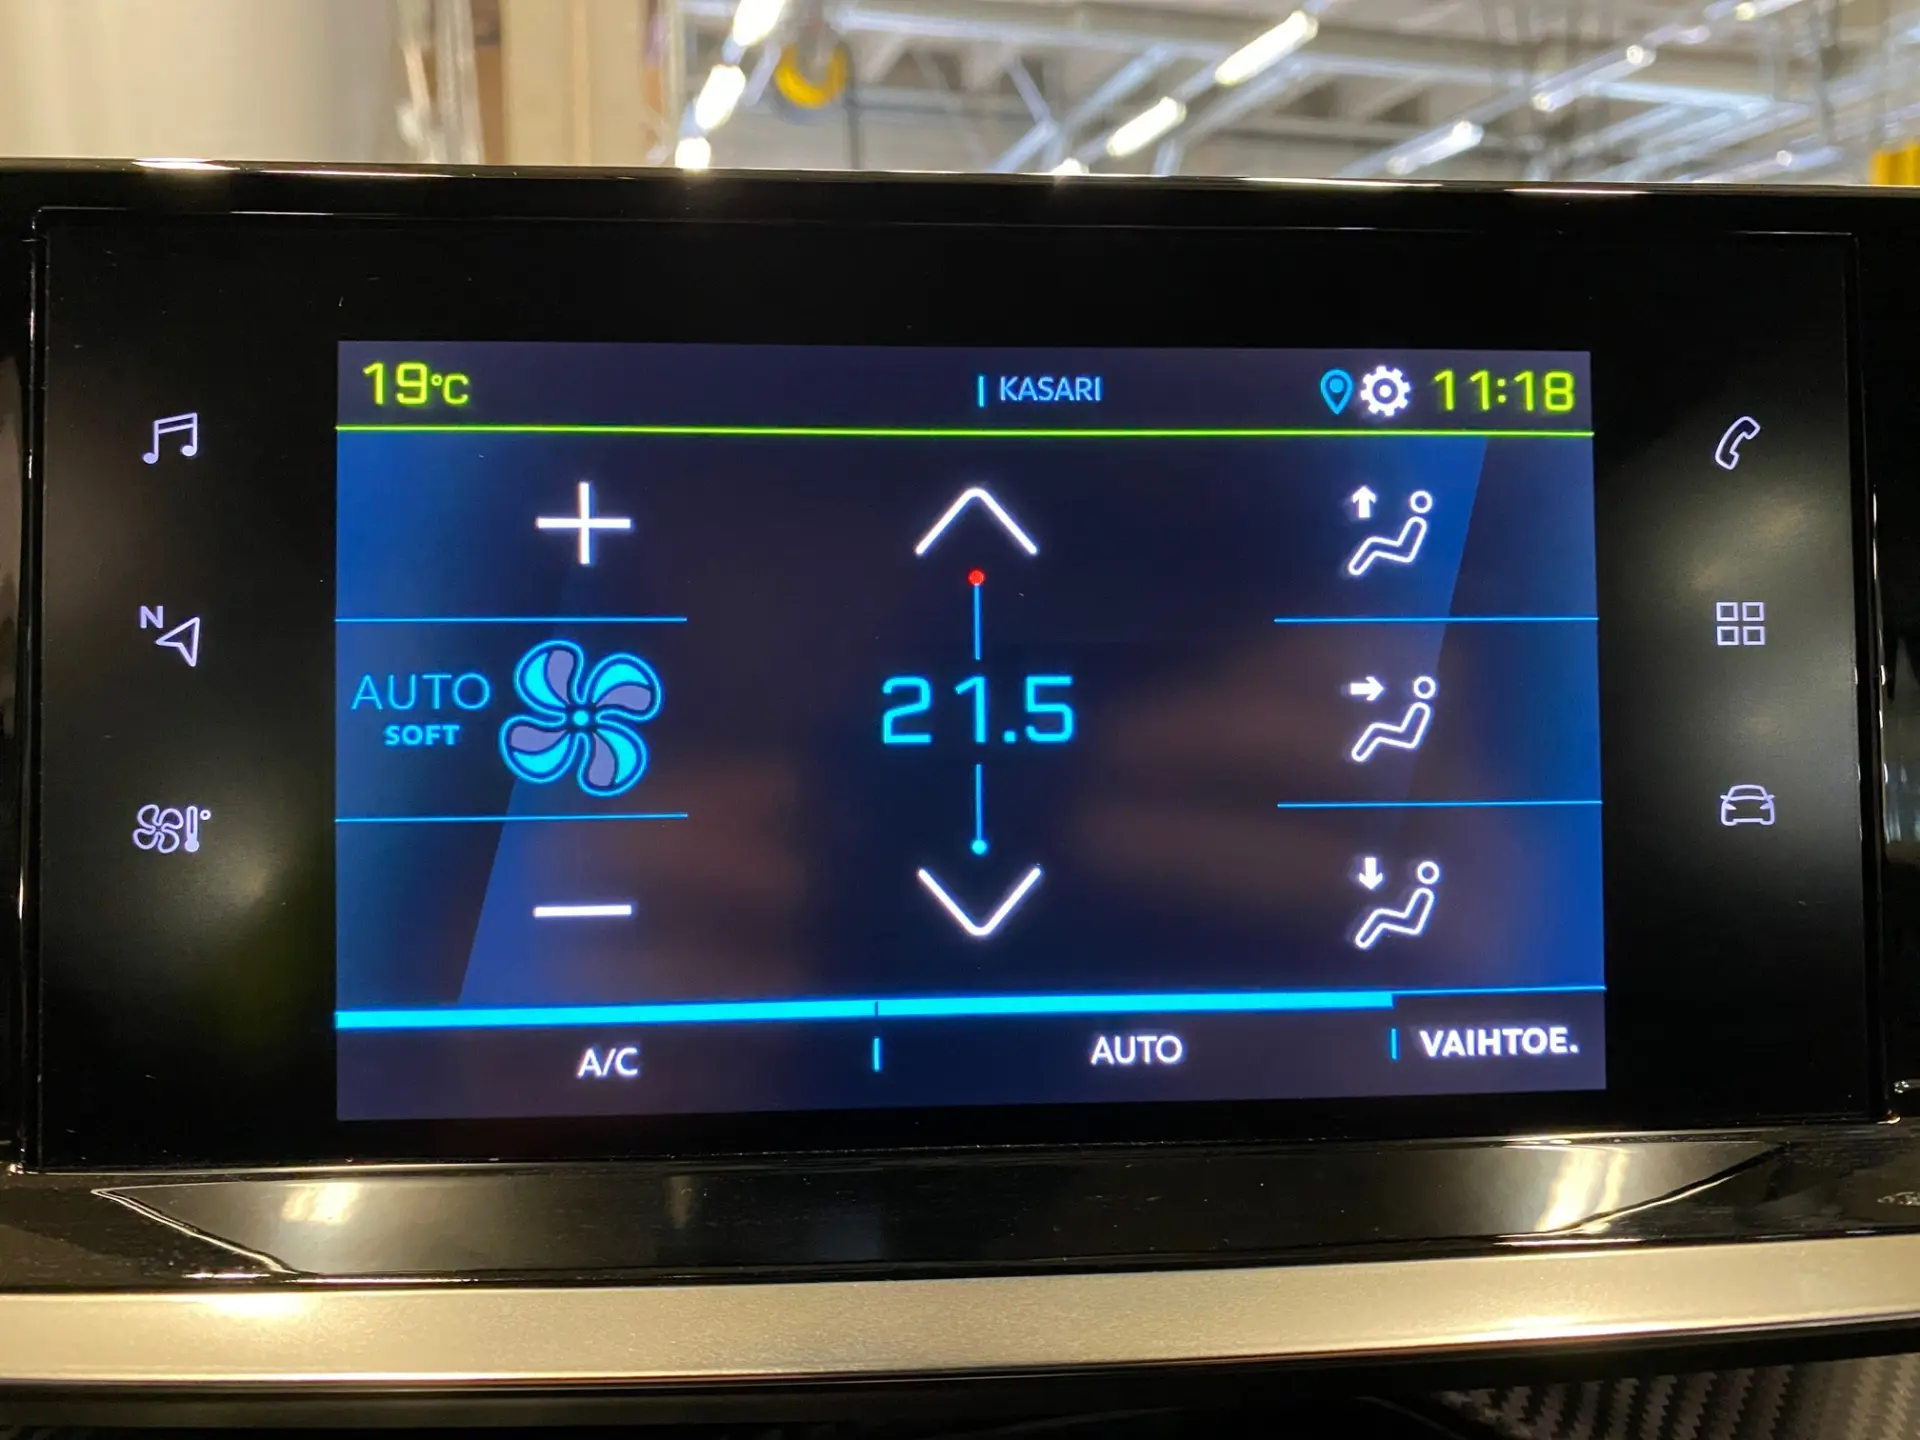 19°C
KASARI
11:18
N
AUTO
SOFT
21.5
A/C
AUTO
VAIHTOE.